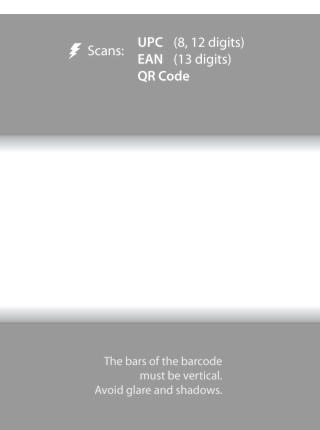 Scans: UPC (8, 12 digits)
EAN (13 digits)
QR Code
The bars of the barcode
must be vertical.
Avoid glare and shadows.